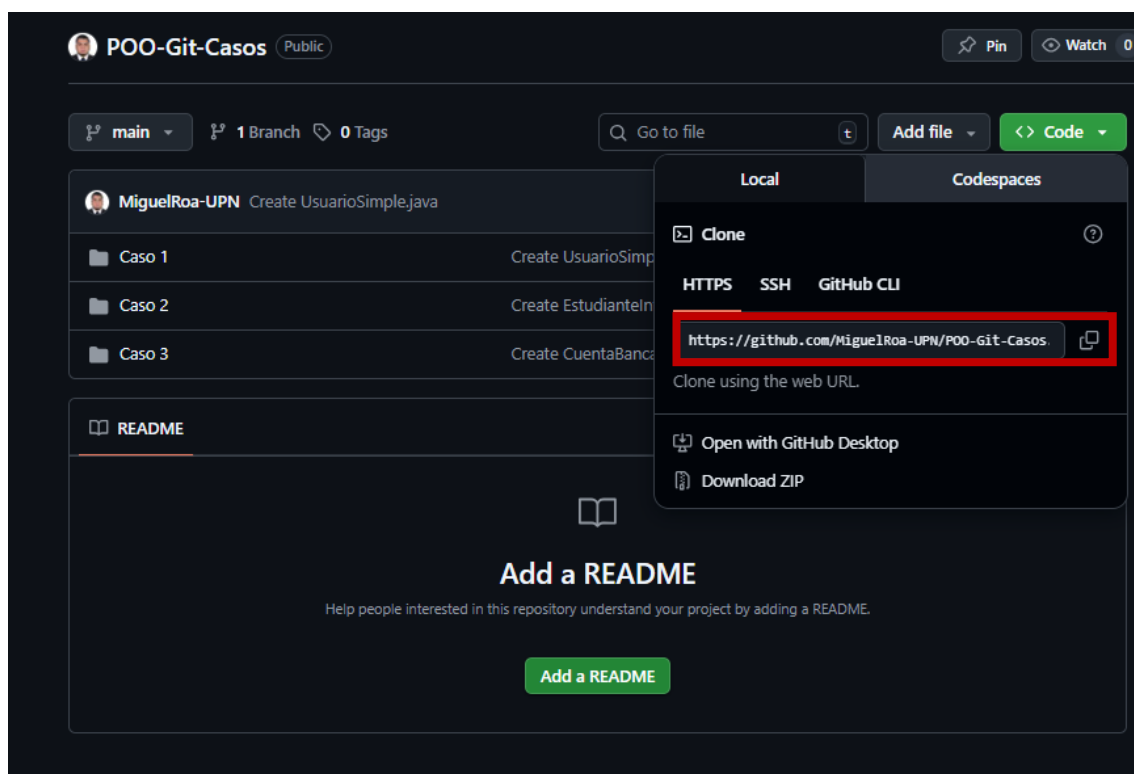 POO-Git-Casos Public
Pin
Watch 0
main
1 Branch
0 Tags
Go to file t
Add file
<> Code
Local
Codespaces
MiguelRoa-UPN Create UsuarioSimple.java
Clone
Caso 1 Create UsuarioSimp
HTTPS SSH GitHub CLI
Caso 2 Create EstudianteIn
https://github.com/MiguelRoa-UPN/POO-Git-Casos.
Caso 3 Create CuentaBanca
Clone using the web URL.
README
Open with GitHub Desktop
Download ZIP
Add a README
Help people interested in this repository understand your project by adding a README.
Add a README